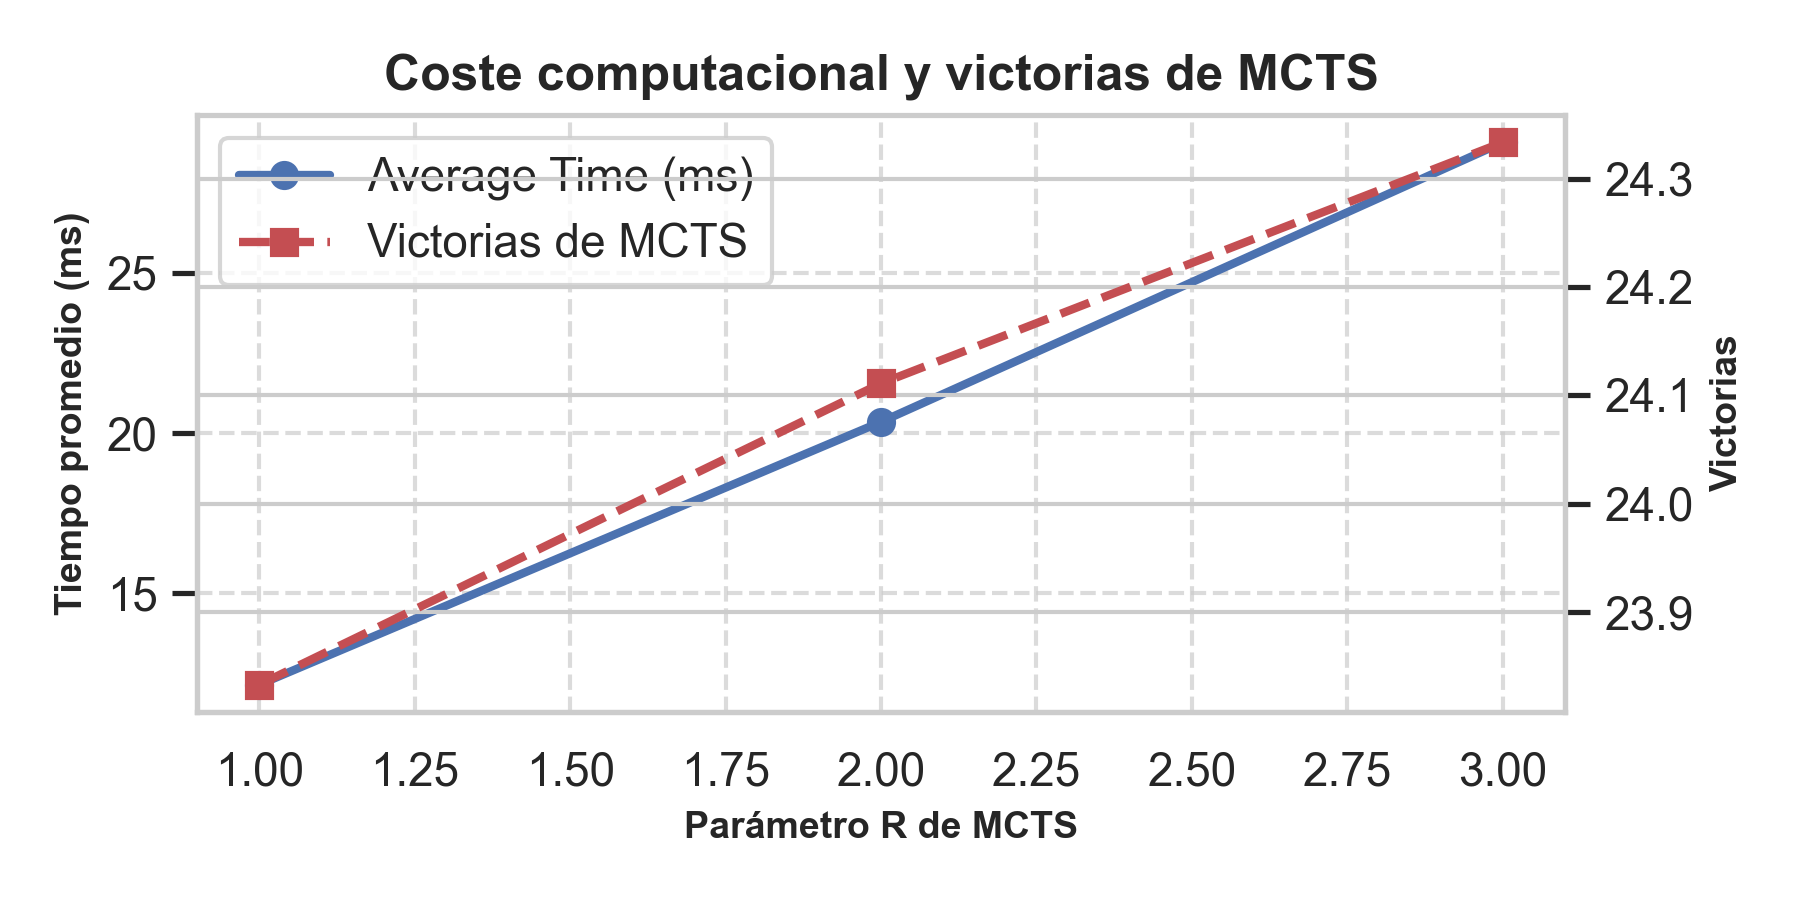 Coste computacional y victorias de MCTS
Average Time (ms)
Victorias de MCTS
Tiempo promedio (ms)
25
20
15
24.3
24.2
24.1
24.0
23.9
Victorias
1.00 1.25 1.50 1.75 2.00 2.25 2.50 2.75 3.00
Parámetro R de MCTS